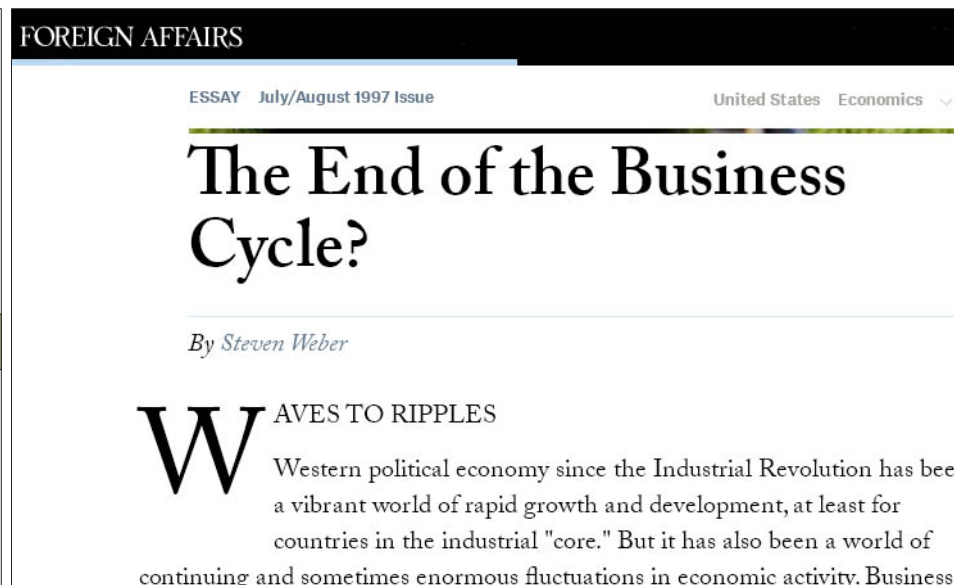 FOREIGN AFFAIRS
ESSAY July/August 1997 Issue United States Economics
The End of the Business
Cycle?
By Steven Weber
WAVES TO RIPPLES
Western political economy since the Industrial Revolution has bee
a vibrant world of rapid growth and development, at least for
countries in the industrial "core." But it has also been a world of
continuing and sometimes enormous fluctuations in economic activity. Business